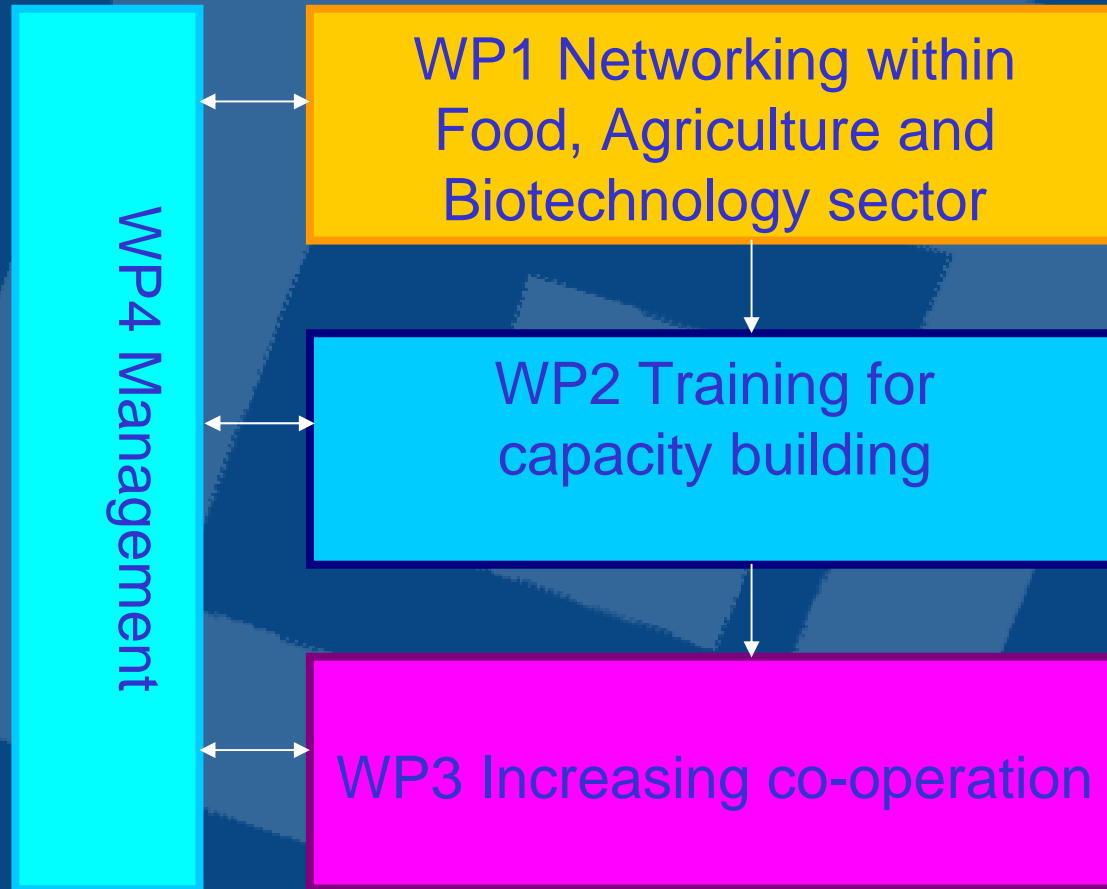 WP4 Management
WP1 Networking within
Food, Agriculture and
Biotechnology sector
WP2 Training for
capacity building
WP3 Increasing co-operation